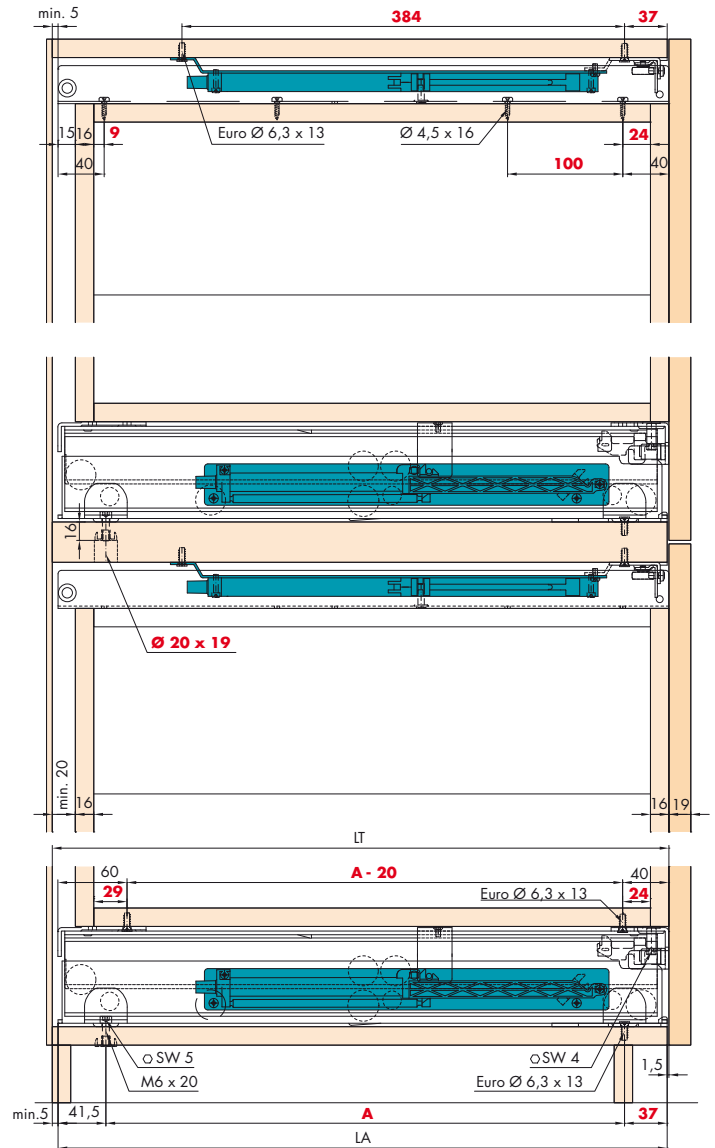 min. 5
384
37
15
16
9
Euro Ø 6,3 x 13
Ø 4,5 x 16
24
40
100
40
16
Ø 20 x 19
min. 20
16
16
19
LT
60
A - 20
40
29
Euro Ø 6,3 x 13
24
SW 5
SW 4
M6 x 20
Euro Ø 6,3 x 13
1,5
min.5
41,5
A
37
LA